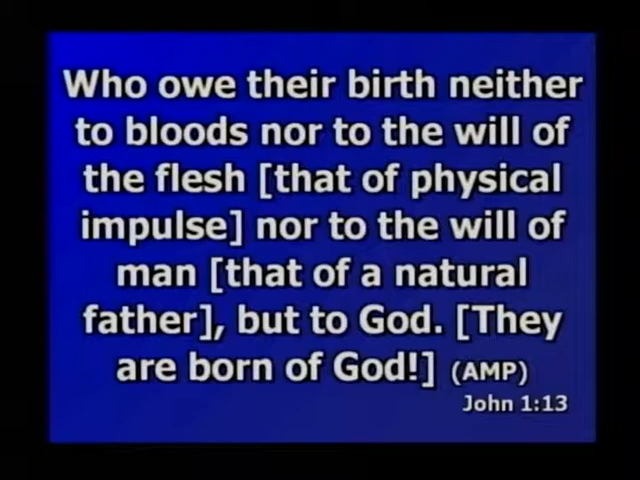 Who owe their birth neither
to bloods nor to the will of
the flesh [that of physical
impulse] nor to the will of
man [that of a natural
father], but to God. [They
are born of God!] (AMP)
John 1:13